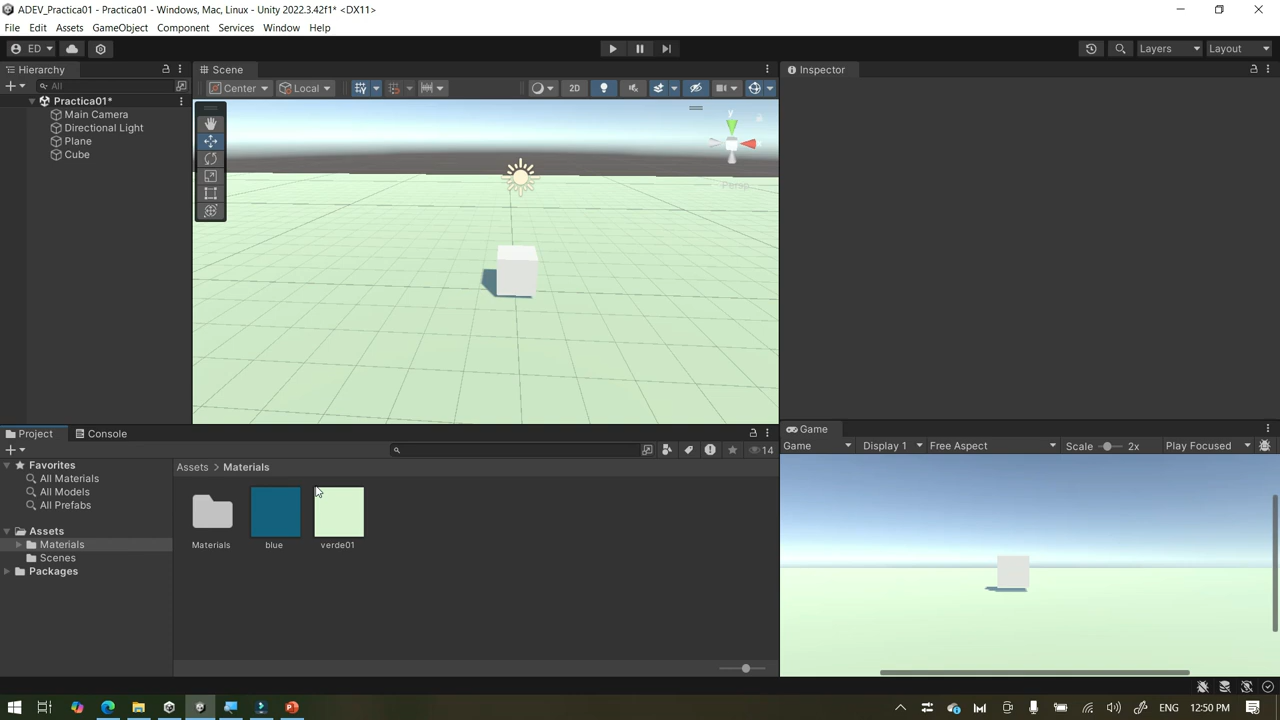 ADEV_Practica01 - Practica01* - Windows, Mac, Linux - Unity 2022.3.42f1* <DX11>
File Edit Assets GameObject Component Services Window Help
ED Layers Layout
Hierarchy Scene Inspector
All Center Local 2D
Practica01*
Main Camera
Directional Light
Plane
Cube
y
x
Persp
Project Console Game
Game Display 1 Free Aspect Scale 2x Play Focused
14
Favorites
All Materials
All Models
All Prefabs
Assets
Materials
Scenes
Packages
Assets > Materials
Materials blue verde01
12:50 PM